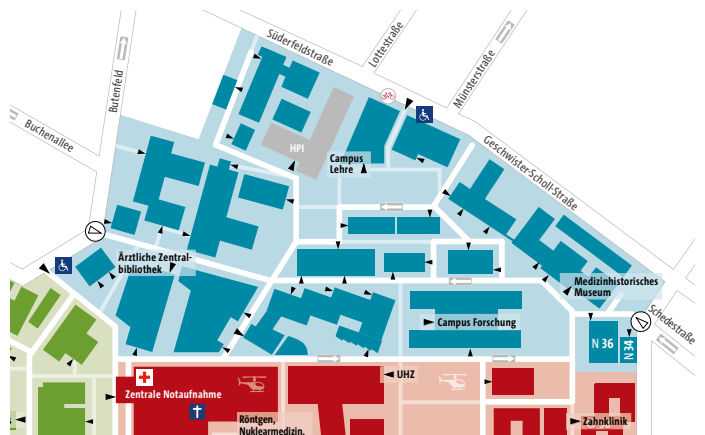 Süderfeldstraße
Lottestraße
Münsterstraße
Butenfeld
Buchenallee
Geschwister-Scholl-Straße
HPI
Campus
Lehre
Ärztliche Zentral-
bibliothek
Medizinhistorisches
Museum
Schedestraße
Campus Forschung
N 36
N 34
UHZ
Zentrale Notaufnahme
Röntgen,
Nuklearmedizin,
Zahnklinik